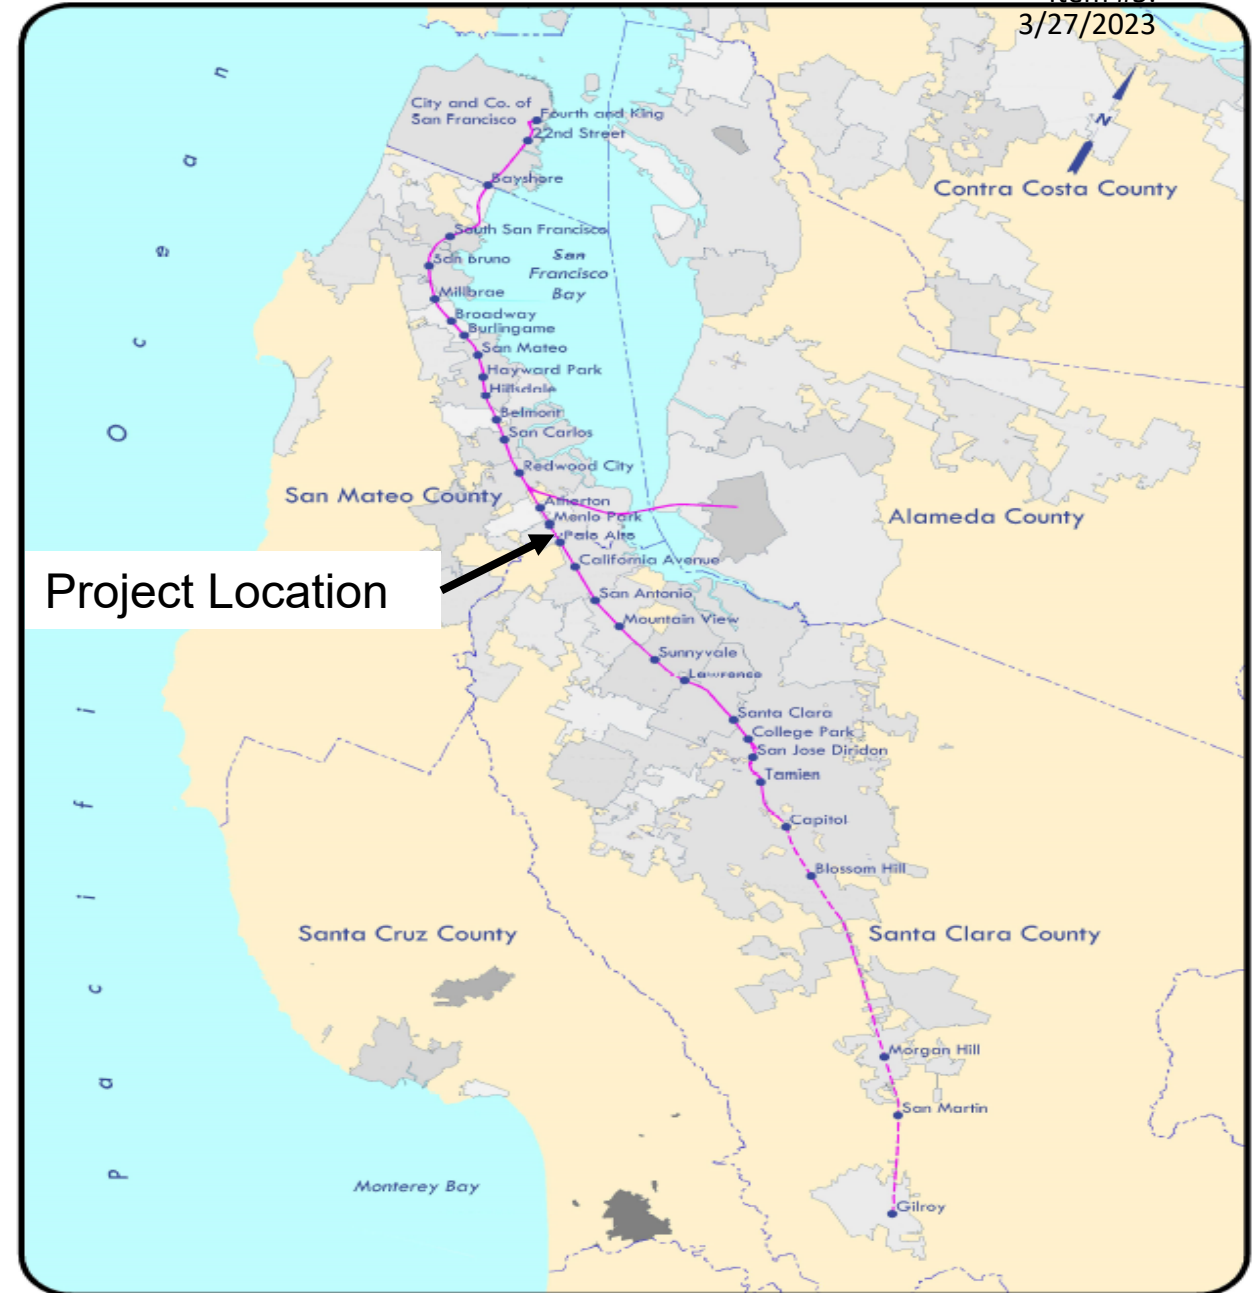 3/27/2023
City and Co. of
San Francisco
Fourth and King
22nd Street
N
Contra Costa County
Bayshore
South San Francisco
San Bruno
San
Francisco
Bay
Millbrae
Broadway
Burlingame
San Mateo
Hayward Park
Hillsdale
Belmont
San Carlos
Redwood City
San Mateo County
Atherton
Menlo Park
Alameda County
Palo Alto
California Avenue
Project Location
San Antonio
Mountain View
Sunnyvale
Lawrence
Santa Clara
College Park
San Jose Diridon
Tamien
Capitol
Blossom Hill
Santa Cruz County
Santa Clara County
Morgan Hill
San Martin
Monterey Bay
Gilroy
Pacific Ocean